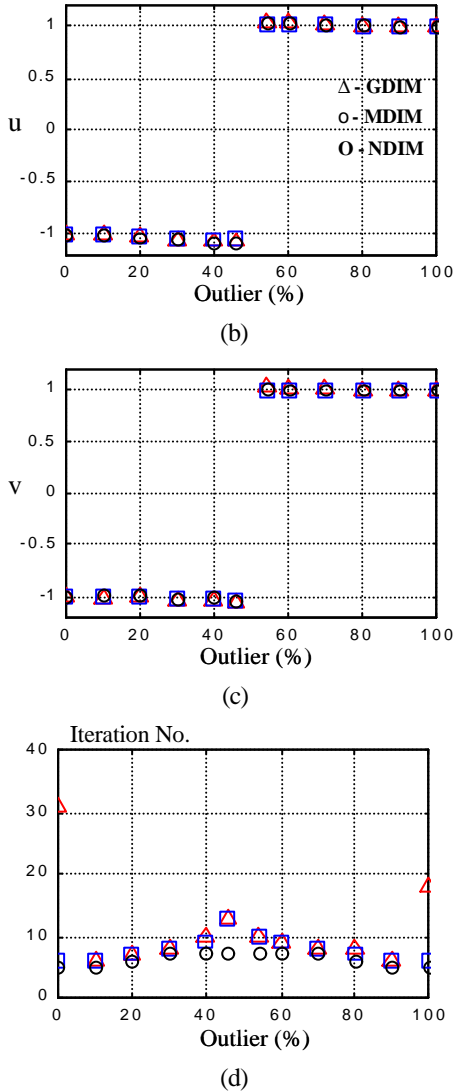 1
0.5
u
0
-0.5
-1
Δ - GDIM
o - MDIM
O - NDIM
0 20 40 60 80 100
Outlier (%)
(b)
1
0.5
v
0
-0.5
-1
0 20 40 60 80 100
Outlier (%)
(c)
Iteration No.
40
30
20
10
0
0 20 40 60 80 100
Outlier (%)
(d)